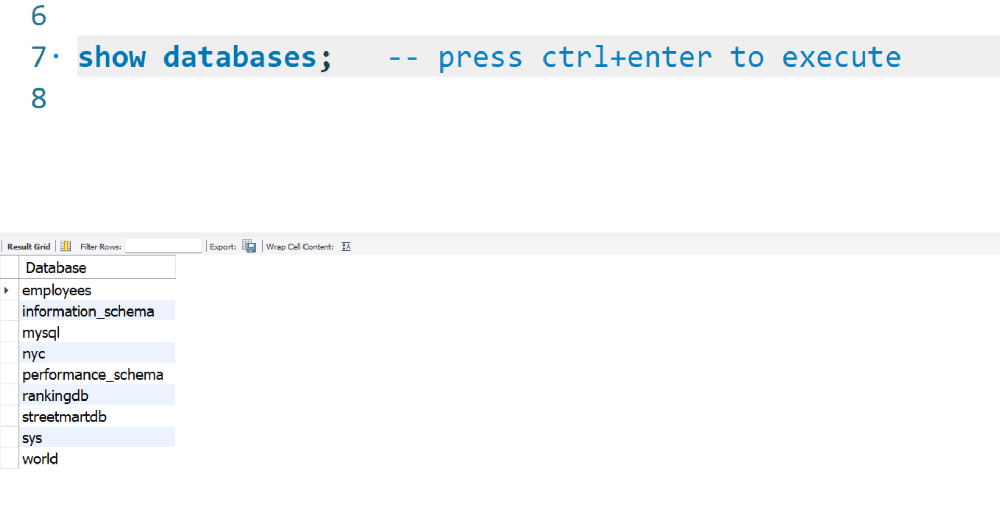 6
7 show databases;   -- press ctrl+enter to execute
8
Result Grid Filter Rows: Export: Wrap Cell Content: IA
Database
employees
information_schema
mysql
nyc
performance_schema
rankingdb
streetmartdb
sys
world